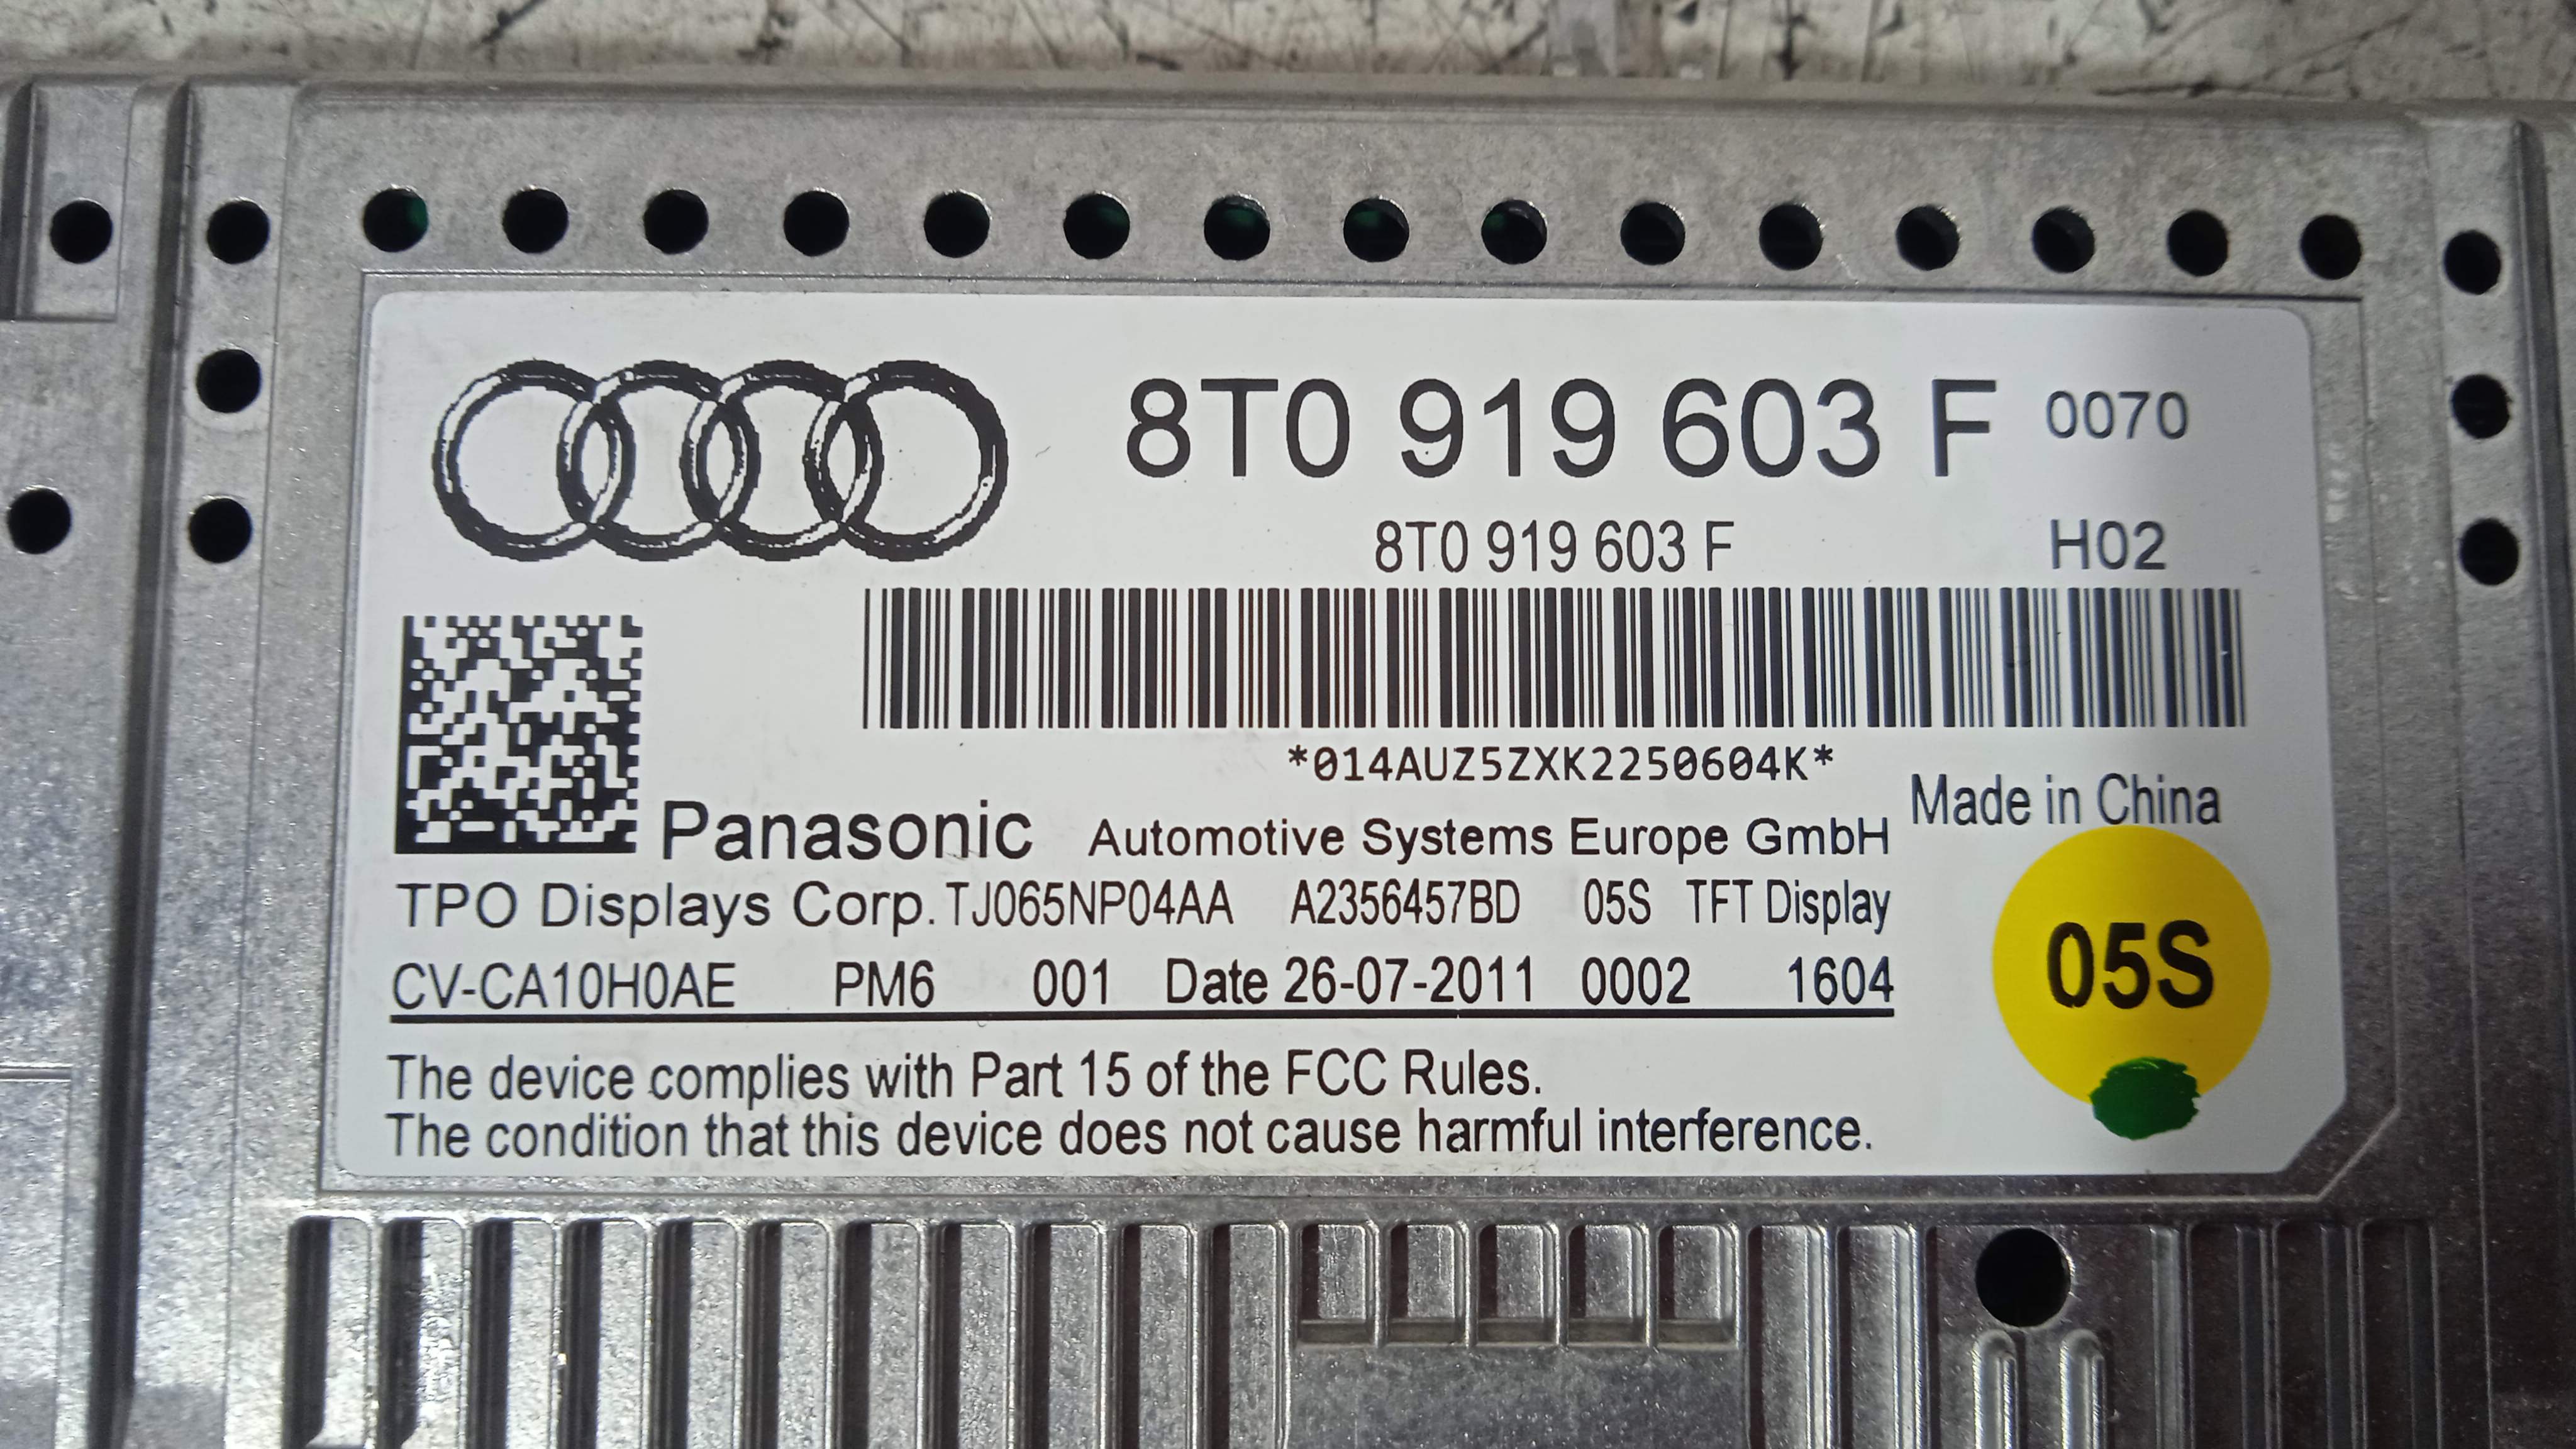 8T0 919 603 F 0070
8T0 919 603 F H02
*014AUZ5ZXK2250604K*
Made in China
Panasonic Automotive Systems Europe GmbH
TPO Displays Corp. TJ065NP04AA A2356457BD 05S TFT Display
05S
CV-CA10H0AE PM6 001 Date 26-07-2011 0002 1604
The device complies with Part 15 of the FCC Rules.
The condition that this device does not cause harmful interference.